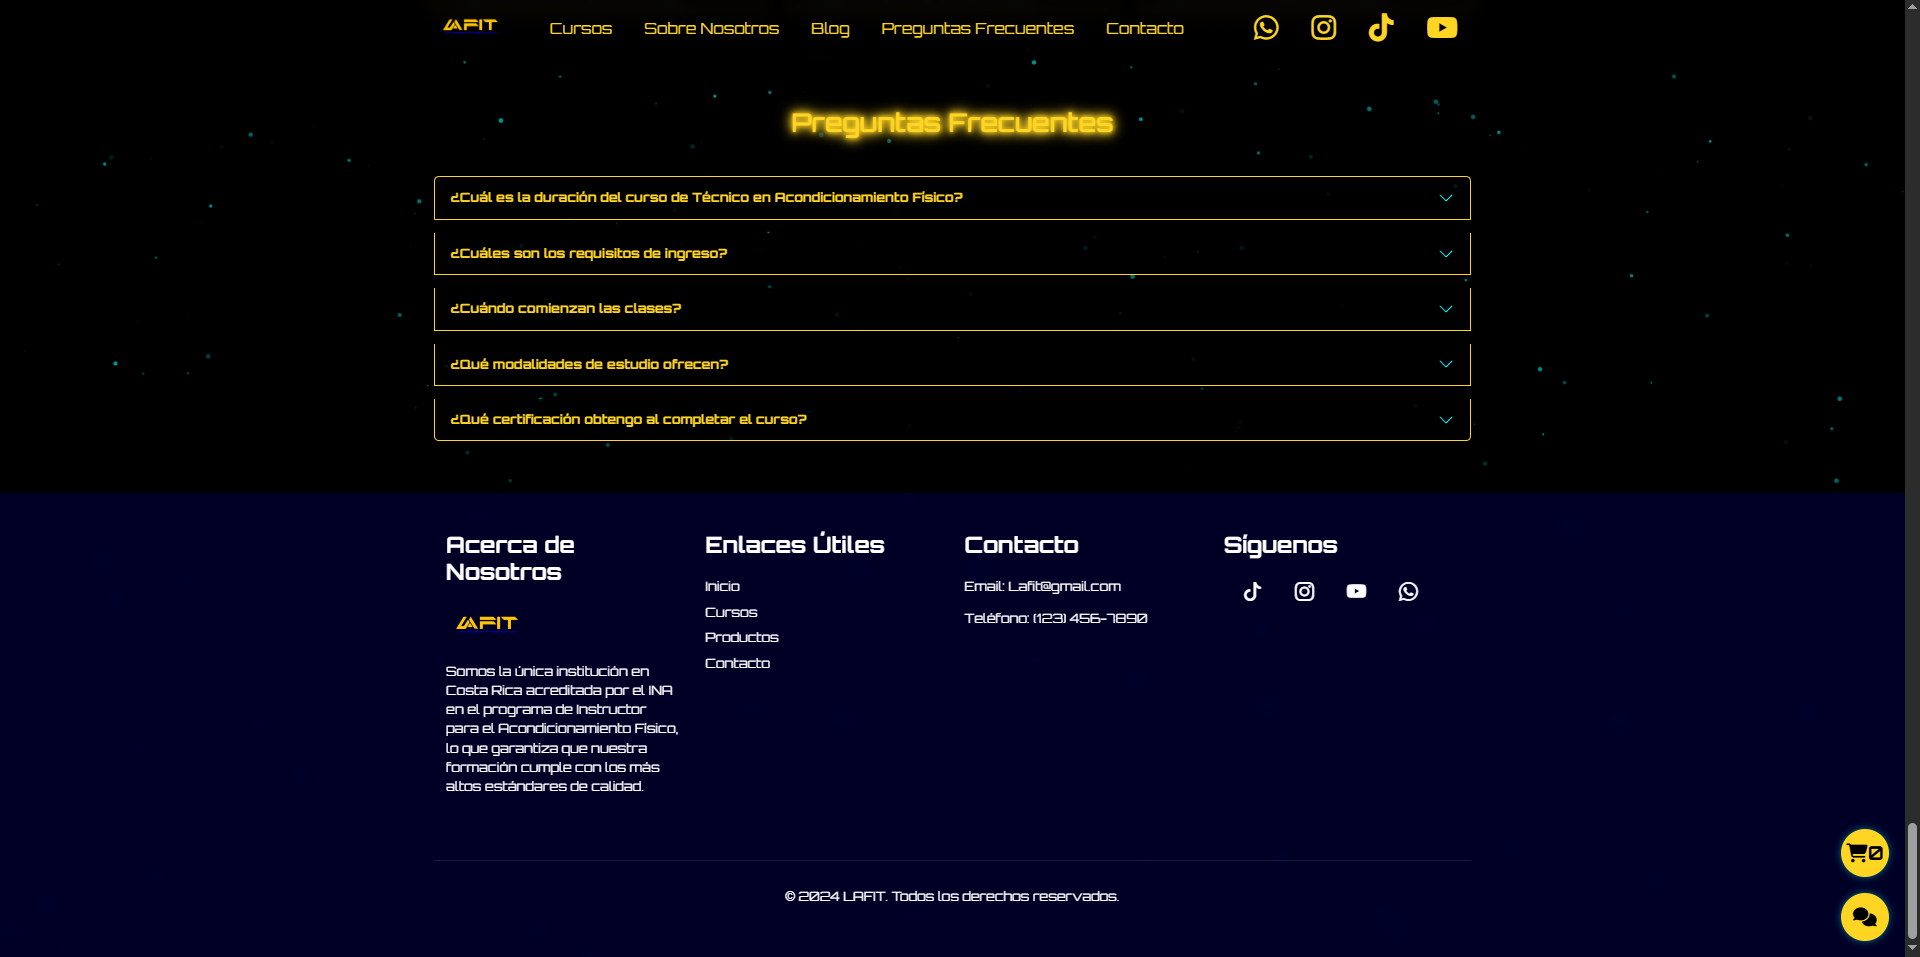 LAFIT
Cursos
Sobre Nosotros
Blog
Preguntas Frecuentes
Contacto
Preguntas Frecuentes
¿Cuál es la duración del curso de Técnico en Acondicionamiento Físico?
¿Cuáles son los requisitos de ingreso?
¿Cuándo comienzan las clases?
¿Qué modalidades de estudio ofrecen?
¿Qué certificación obtengo al completar el curso?
Acerca de
Nosotros
LAFIT
Somos la única institución en
Costa Rica acreditada por el INA
en el programa de Instructor
para el Acondicionamiento Físico,
lo que garantiza que nuestra
formación cumple con los más
altos estándares de calidad.
Enlaces Útiles
Inicio
Cursos
Productos
Contacto
Contacto
Email: Lafit@gmail.com
Teléfono: (123) 456-7890
Síguenos
0
© 2024 LAFIT. Todos los derechos reservados.